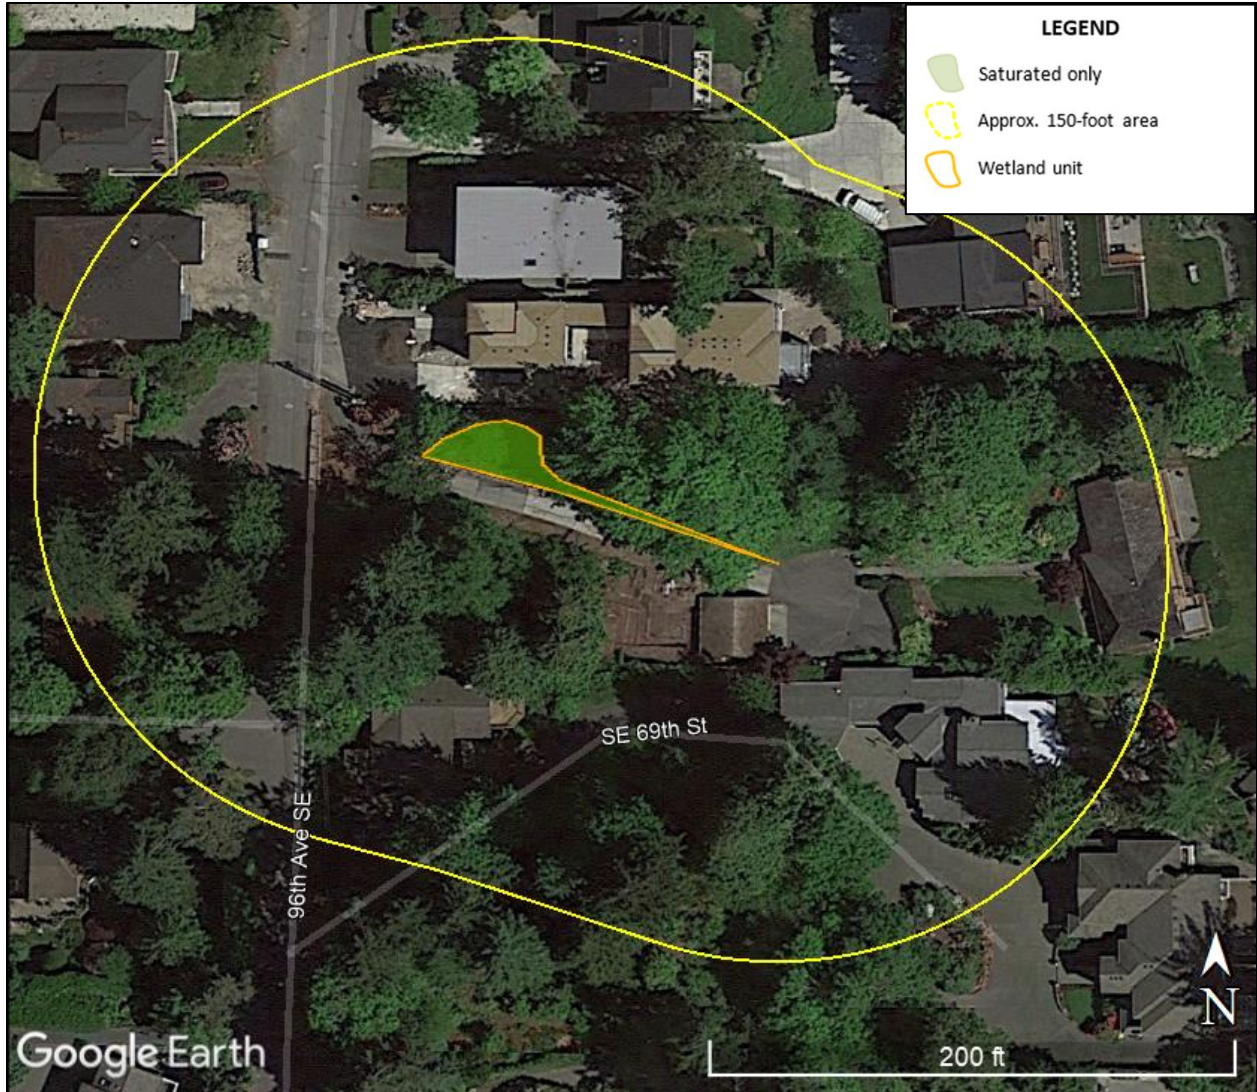 LEGEND
Saturated only
Approx. 150-foot area
Wetland unit
SE 69th St
96th Ave SE
N
Google Earth
200 ft